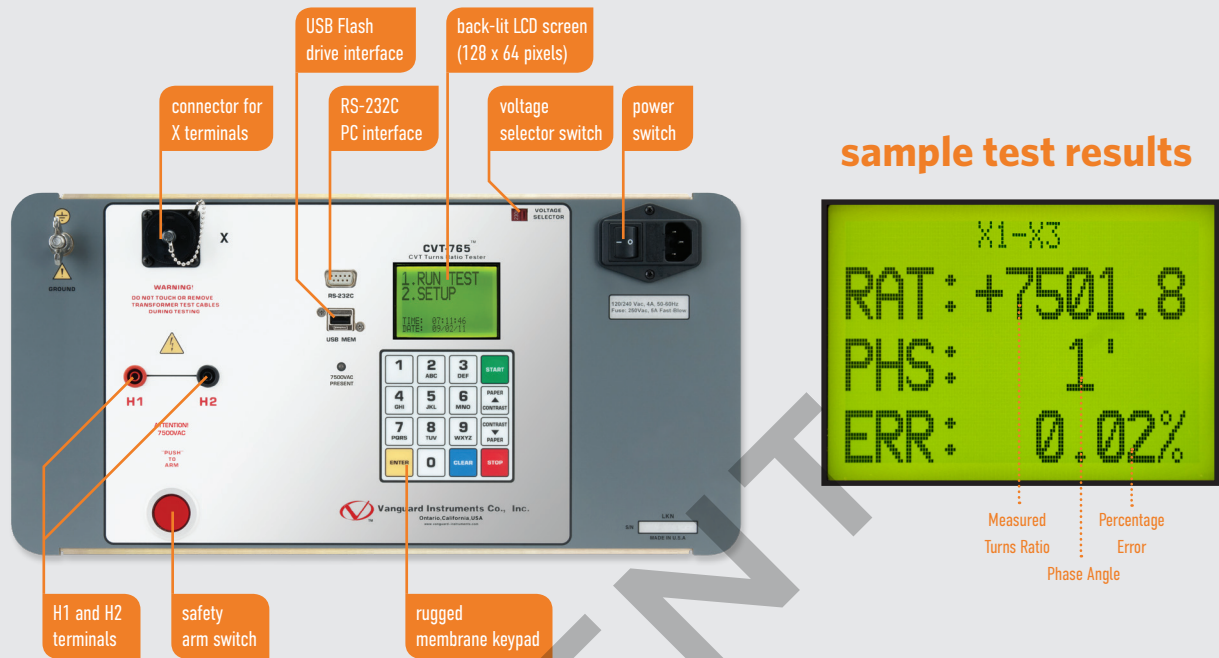 USB Flash
drive interface
back-lit LCD screen
(128 x 64 pixels)
connector for
X terminals
RS-232C
PC interface
voltage
selector switch
power
switch
sample test results
VOLTAGE
SELECTOR
X
GROUND
WARNING!
DO NOT TOUCH OR REMOVE
TRANSFORMER TEST CABLES
DURING TESTING
H1
H2
ATTENTION!
7500VAC
"PUSH"
TO
ARM
RS-232C
USB MEM
7500VAC
PRESENT
CVT-765™
CVT Turns Ratio Tester
1.RUN TEST
2.SETUP
TIME: 07:11:46
DATE: 09/02/11
1
2 ABC
3 DEF
START
4 GHI
5 JKL
6 MNO
PAPER
CONTRAST
7 PQRS
8 TUV
9 WXYZ
CONTRAST
PAPER
ENTER
0
CLEAR
STOP
Vanguard Instruments Co., Inc.
Ontario, California, USA
www.vanguard-instruments.com
120/240 Vac, 4A, 50-60Hz
Fuse: 250Vac, 5A Fast-Blow
LKN
SN
MADE IN U.S.A
X1-X3
RAT:+7501.8
PHS: 1'
ERR: 0.02%
Measured
Turns Ratio
Phase Angle
Percentage
Error
H1 and H2
terminals
safety
arm switch
rugged
membrane keypad